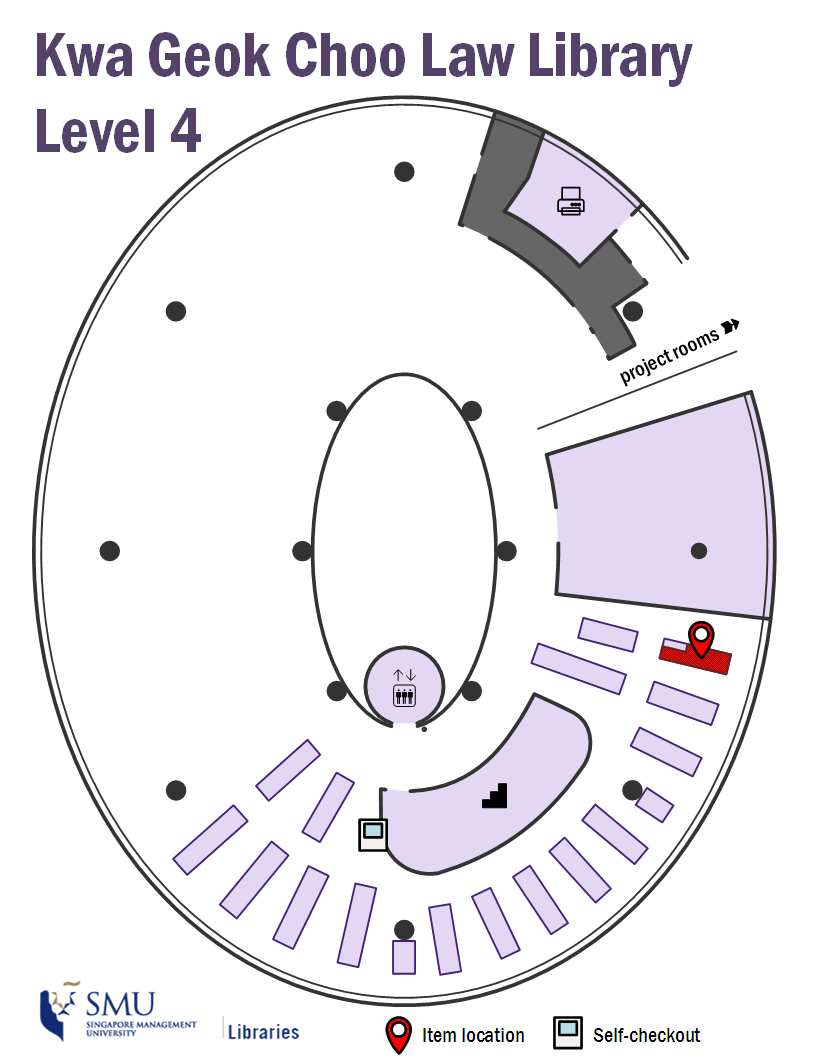 Kwa Geok Choo Law Library
Level 4
project rooms
SMU
SINGAPORE MANAGEMENT
UNIVERSITY
Libraries
Item location
Self-checkout